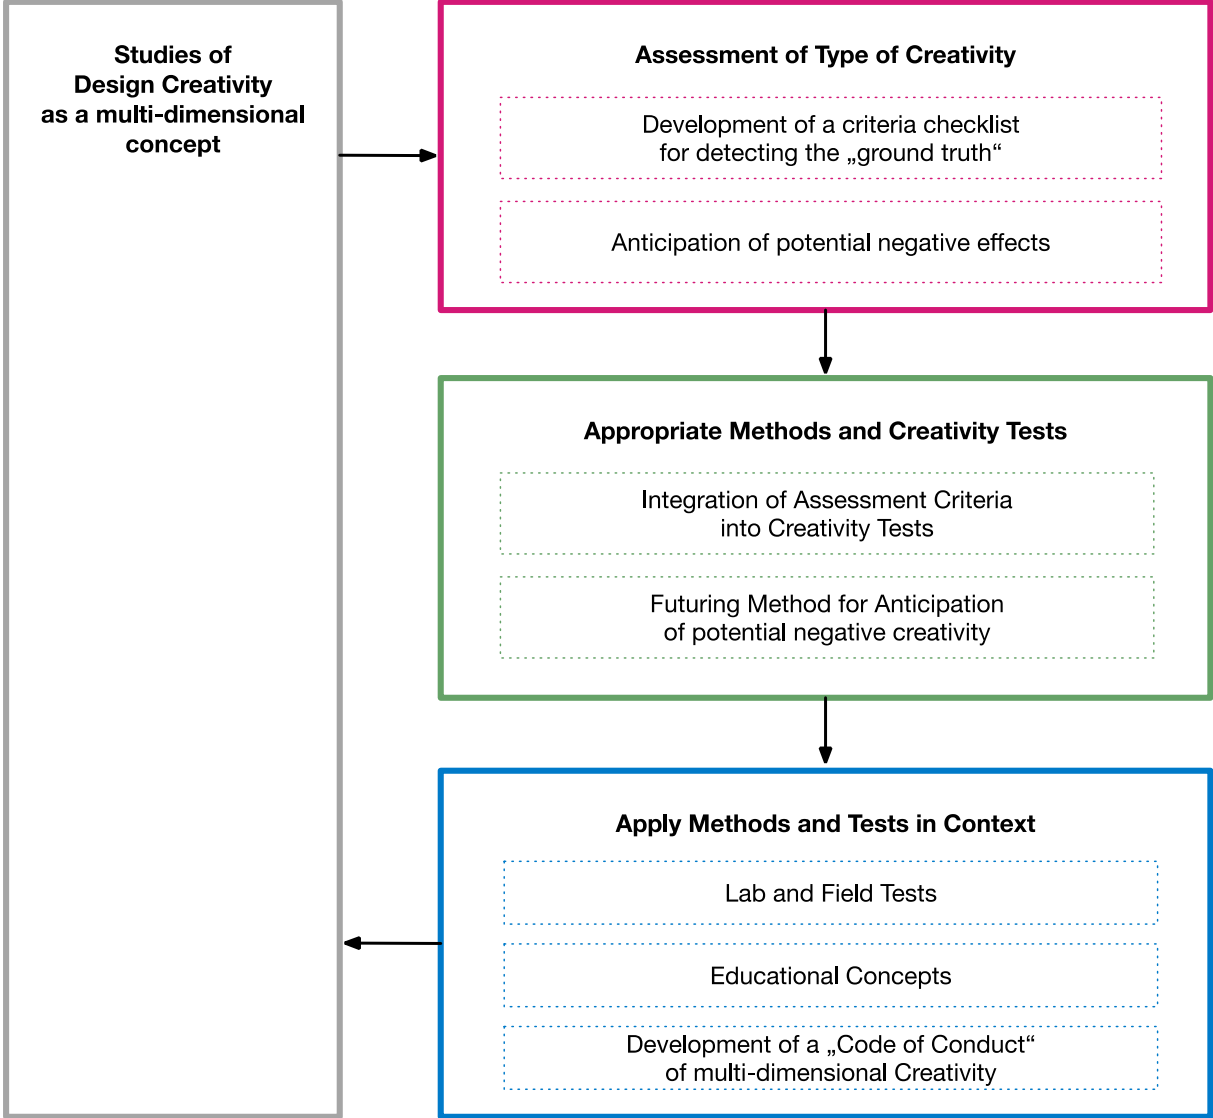 Studies of
Design Creativity
as a multi-dimensional
concept
Assessment of Type of Creativity
Development of a criteria checklist
for detecting the „ground truth“
Anticipation of potential negative effects
Appropriate Methods and Creativity Tests
Integration of Assessment Criteria
into Creativity Tests
Futuring Method for Anticipation
of potential negative creativity
Apply Methods and Tests in Context
Lab and Field Tests
Educational Concepts
Development of a „Code of Conduct“
of multi-dimensional Creativity